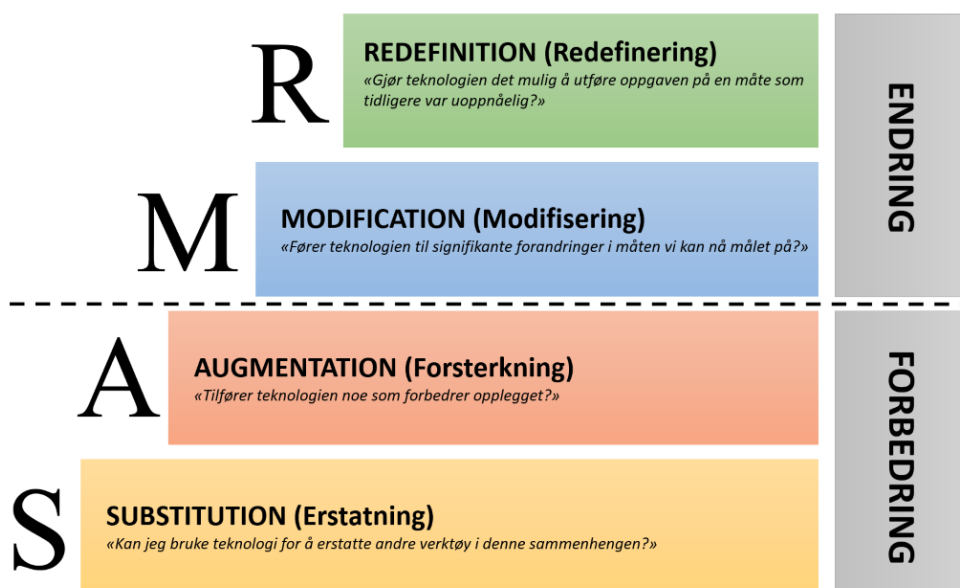 R
REDEFINITION (Redefinering)
«Gjør teknologien det mulig å utføre oppgaven på en måte som
tidligere var uoppnåelig?»
M
MODIFICATION (Modifisering)
«Fører teknologien til signifikante forandringer i måten vi kan nå målet på?»
ENDRING
A
AUGMENTATION (Forsterkning)
«Tilfører teknologien noe som forbedrer opplegget?»
S
SUBSTITUTION (Erstatning)
«Kan jeg bruke teknologi for å erstatte andre verktøy i denne sammenhengen?»
FORBEDRING